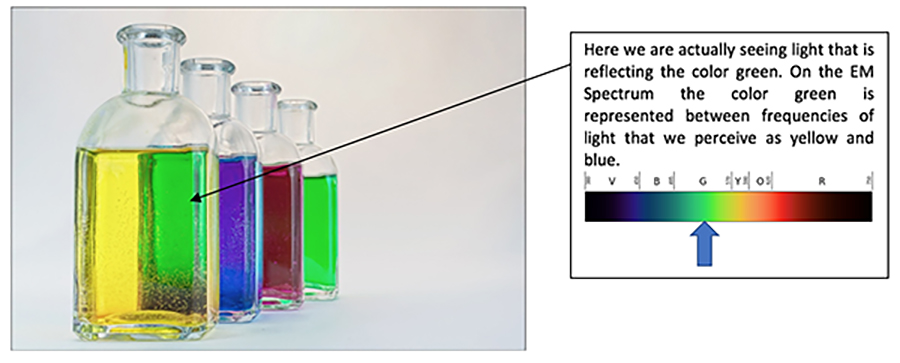 Here we are actually seeing light that is
reflecting the color green. On the EM
Spectrum the color green is
represented between frequencies of
light that we perceive as yellow and
blue.
V B G Y O R